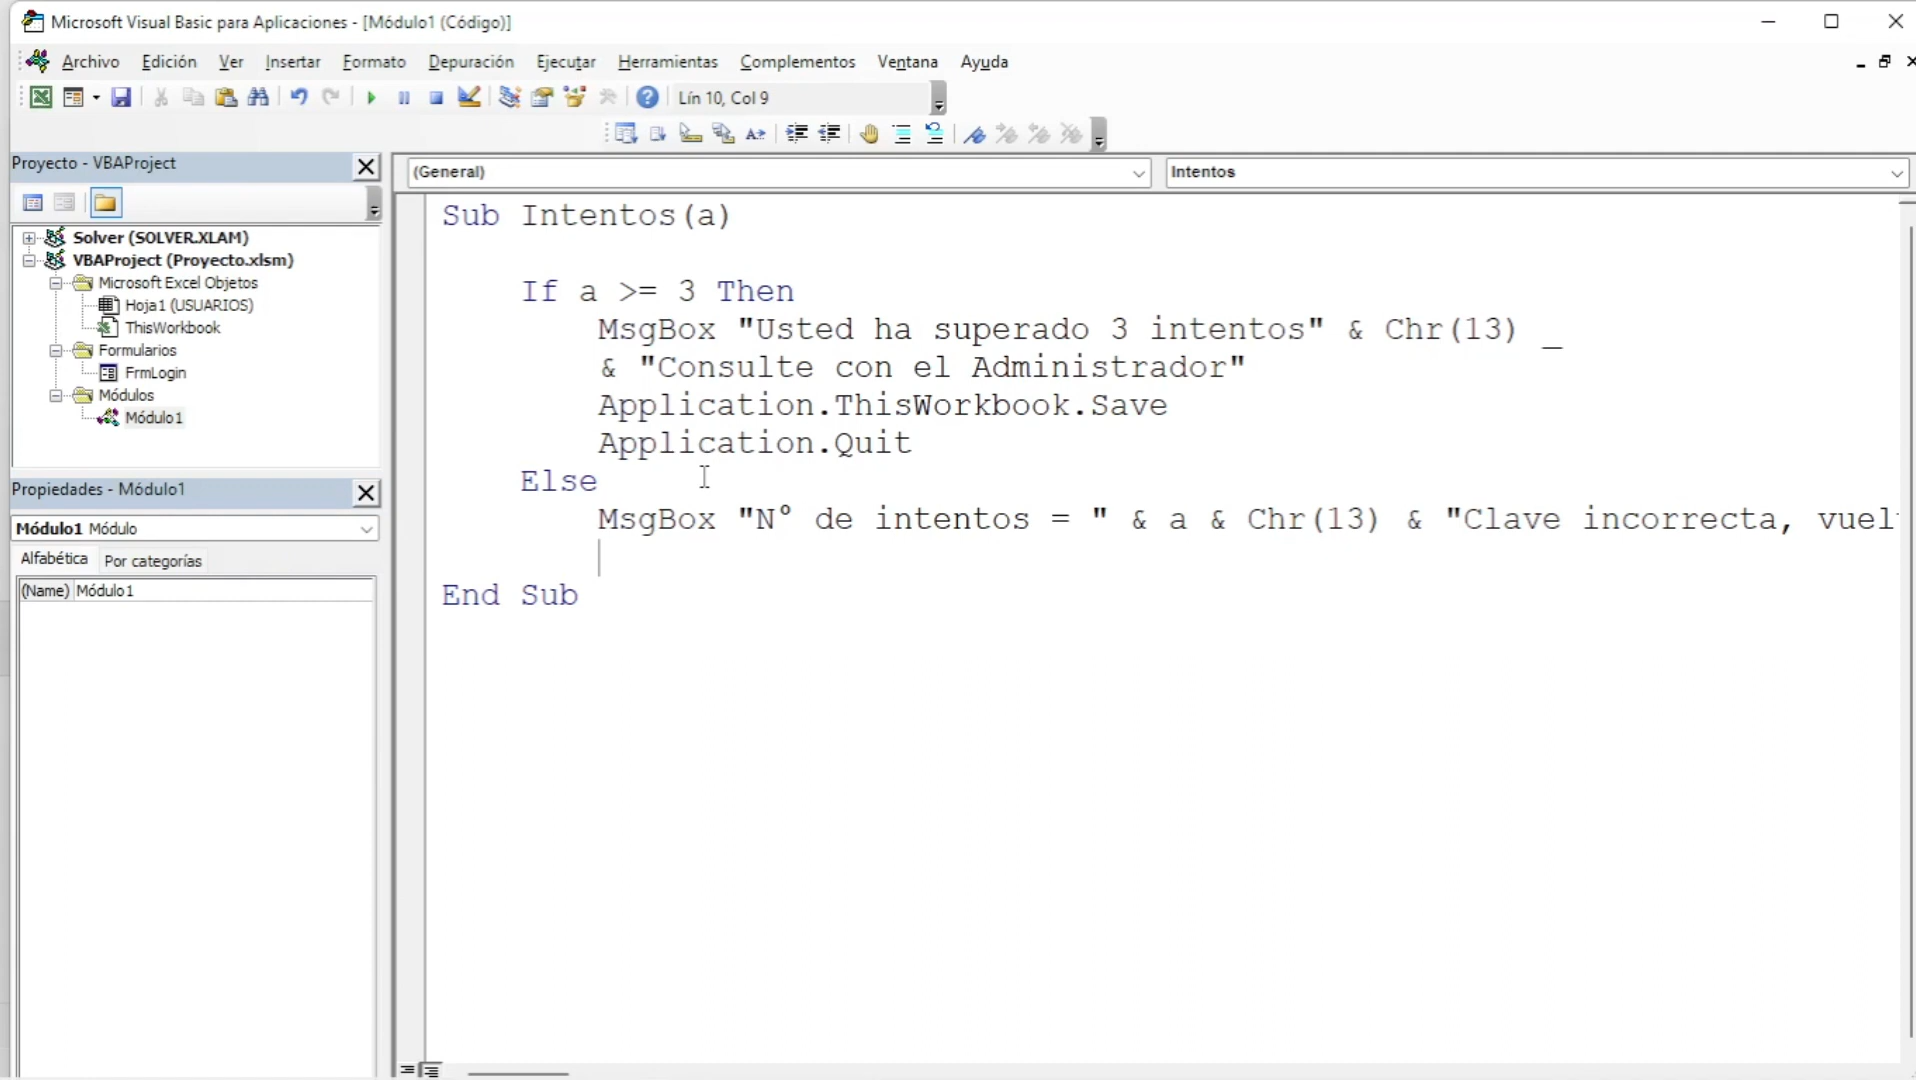 Microsoft Visual Basic para Aplicaciones - [Módulo1 (Código)]
Archivo Edición Ver Insertar Formato Depuración Ejecutar Herramientas Complementos Ventana Ayuda
Lín 10, Col 9
Proyecto - VBAProject
(General)
Intentos
Solver (SOLVER.XLAM)
VBAProject (Proyecto.xlsm)
Microsoft Excel Objetos
Hoja1 (USUARIOS)
ThisWorkbook
Formularios
FrmLogin
Módulos
Módulo1
Propiedades - Módulo1
Módulo1 Módulo
Alfabética Por categorías
(Name) Módulo1
Sub Intentos(a)
If a >= 3 Then
MsgBox "Usted ha superado 3 intentos" & Chr(13) _
& "Consulte con el Administrador"
Application.ThisWorkbook.Save
Application.Quit
Else
MsgBox "N° de intentos = " & a & Chr(13) & "Clave incorrecta,
End Sub